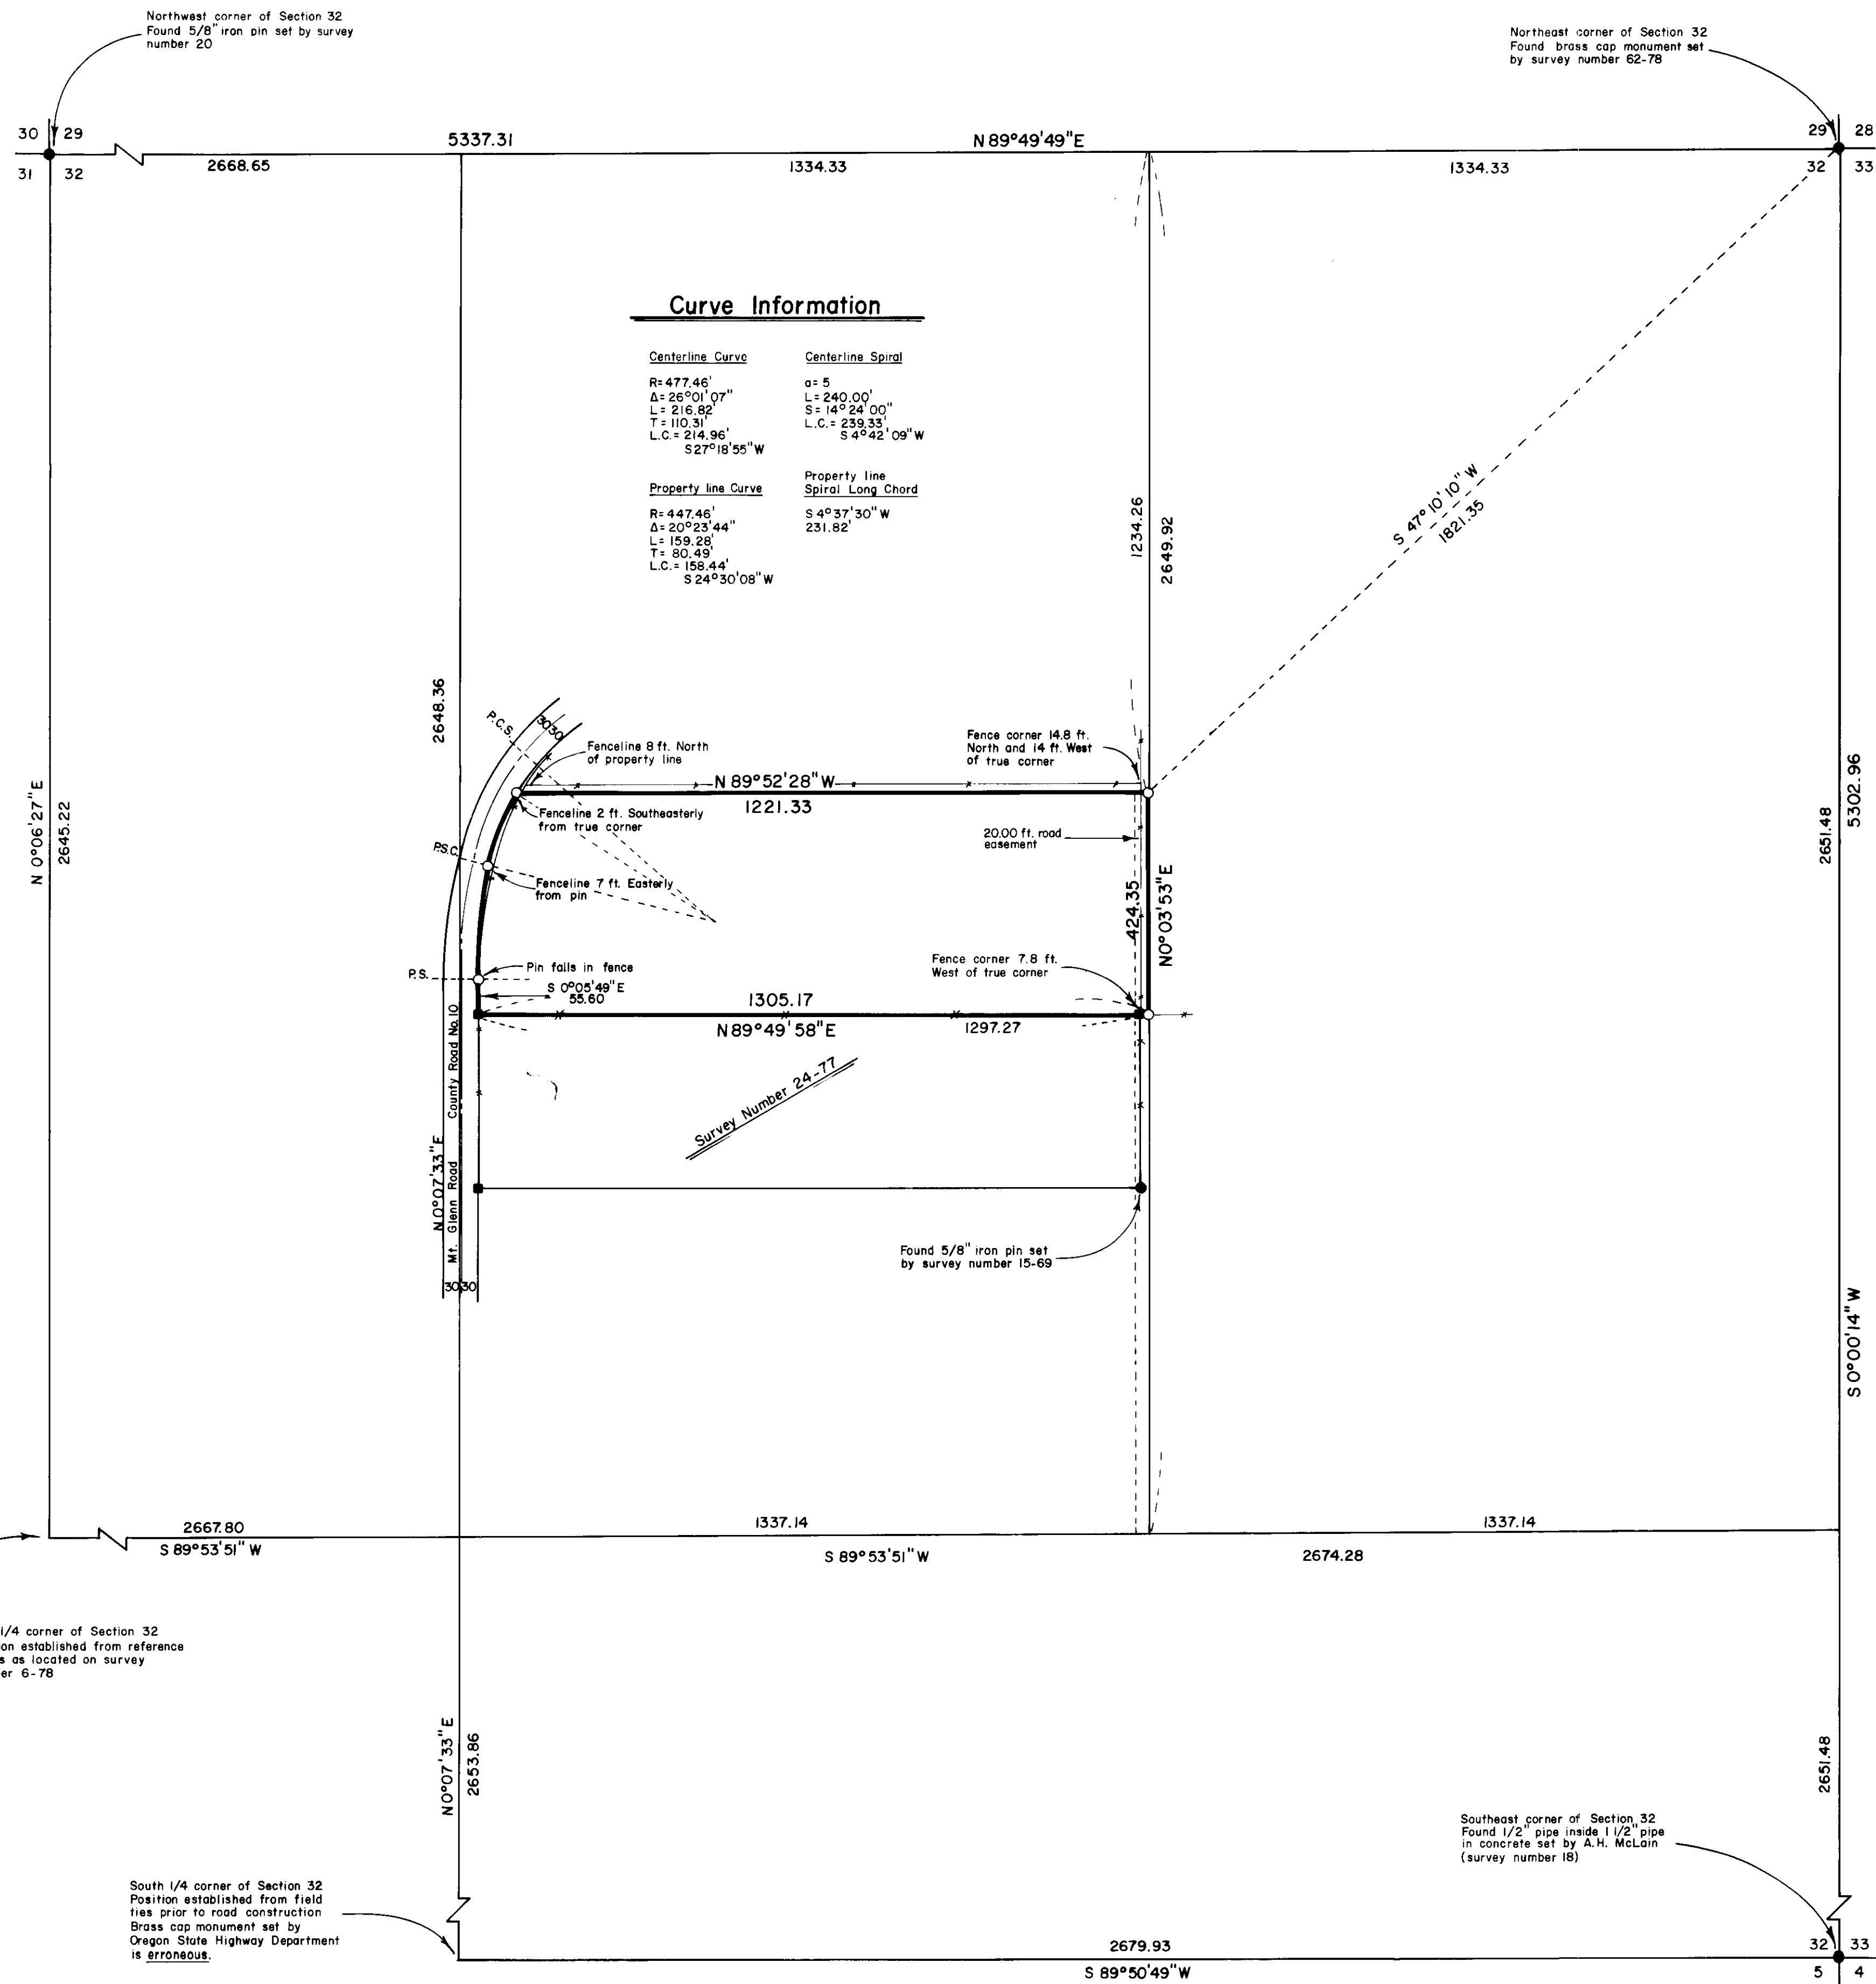 Northwest corner of Section 32
Found 5/8" iron pin set by survey
number 20
Northeast corner of Section 32
Found brass cap monument set
by survey number 62-78
30 29
31 32
5337.31
N 89°49'49"E
2668.65
1334.33
1334.33
29 28
32 33
Curve Information
Centerline Curve
R=477.46'
Δ=26°01'07"
L=216.82'
T=110.31'
L.C.=214.96'
S27°18'55"W
Centerline Spiral
a=5
L=240.00'
S=14°24'00"
L.C.=239.33'
S 4°42'09"W
Property line Curve
R=447.46'
Δ=20°23'44"
L=159.28'
T=80.49'
L.C.=158.44'
S 24°30'08"W
Property line
Spiral Long Chord
S 4°37'30"W
231.82'
1234.26
2649.92
S 47°10'10"W
1821.35
2648.36
P.C.S.
30 30
Fenceline 8 ft. North
of property line
Fence corner 14.8 ft.
North and 14 ft. West
of true corner
N 89°52'28"W
1221.33
Fenceline 2 ft. Southeasterly
from true corner
20.00 ft. road
easement
N 0°06'27"E
2645.22
P.S.C.
Fenceline 7 ft. Easterly
from pin
424.35
N0°03'53"E
2651.48
5302.96
P.S.
Pin falls in fence
S 0°05'49"E
55.60
Fence corner 7.8 ft.
West of true corner
1305.17
N89°49'58"E
1297.27
Survey Number 24-77
N0°07'33"E
Mt. Glenn Road County Road No.10
30 30
Found 5/8" iron pin set
by survey number 15-69
S 0°00'14"W
2667.80
S 89°53'51"W
1337.14
S 89°53'51"W
1337.14
2674.28
1/4 corner of Section 32
on established from reference
s as located on survey
er 6-78
N0°07'33"E
2653.86
2651.48
Southeast corner of Section 32
Found 1/2" pipe inside 1 1/2" pipe
in concrete set by A.H. McLain
(survey number 18)
South 1/4 corner of Section 32
Position established from field
ties prior to road construction
Brass cap monument set by
Oregon State Highway Department
is erroneous.
2679.93
S 89°50'49"W
32 33
5 4